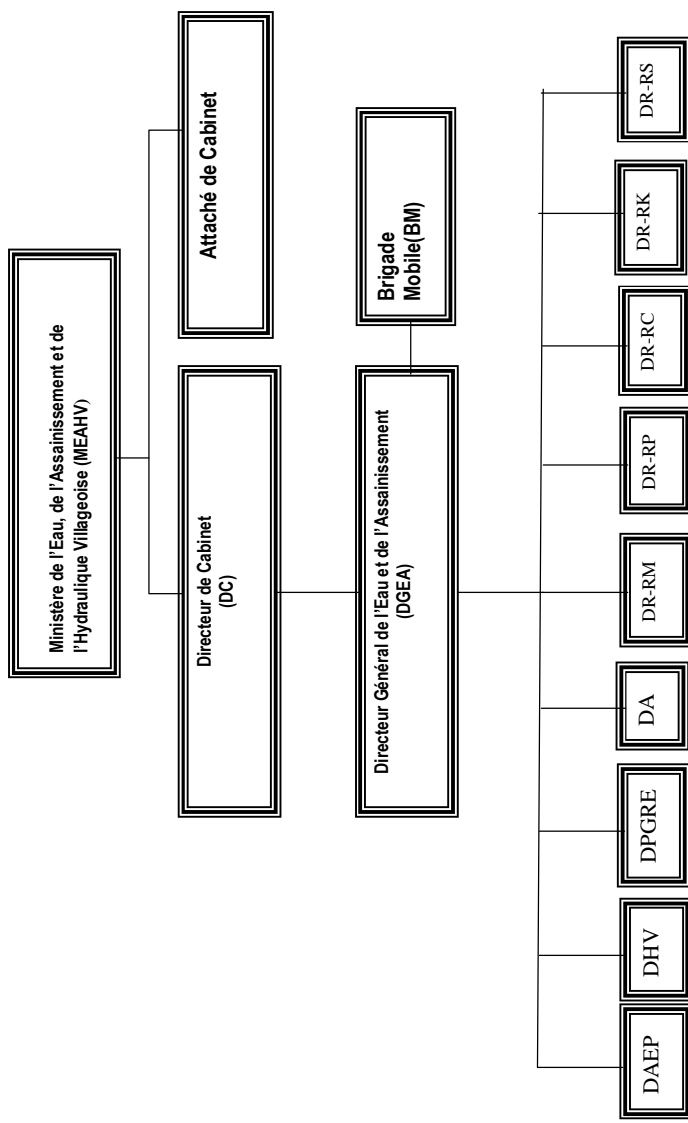 Ministère de l'Eau, de l'Assainissement et de
l'Hydraulique Villageoise (MEAHV)
Directeur de Cabinet
(DC)
Attaché de Cabinet
Directeur Général de l'Eau et de l'Assainissement
(DGEA)
Brigade
Mobile(BM)
DAEP
DHV
DPGRE
DA
DR-RM
DR-RP
DR-RC
DR-RK
DR-RS